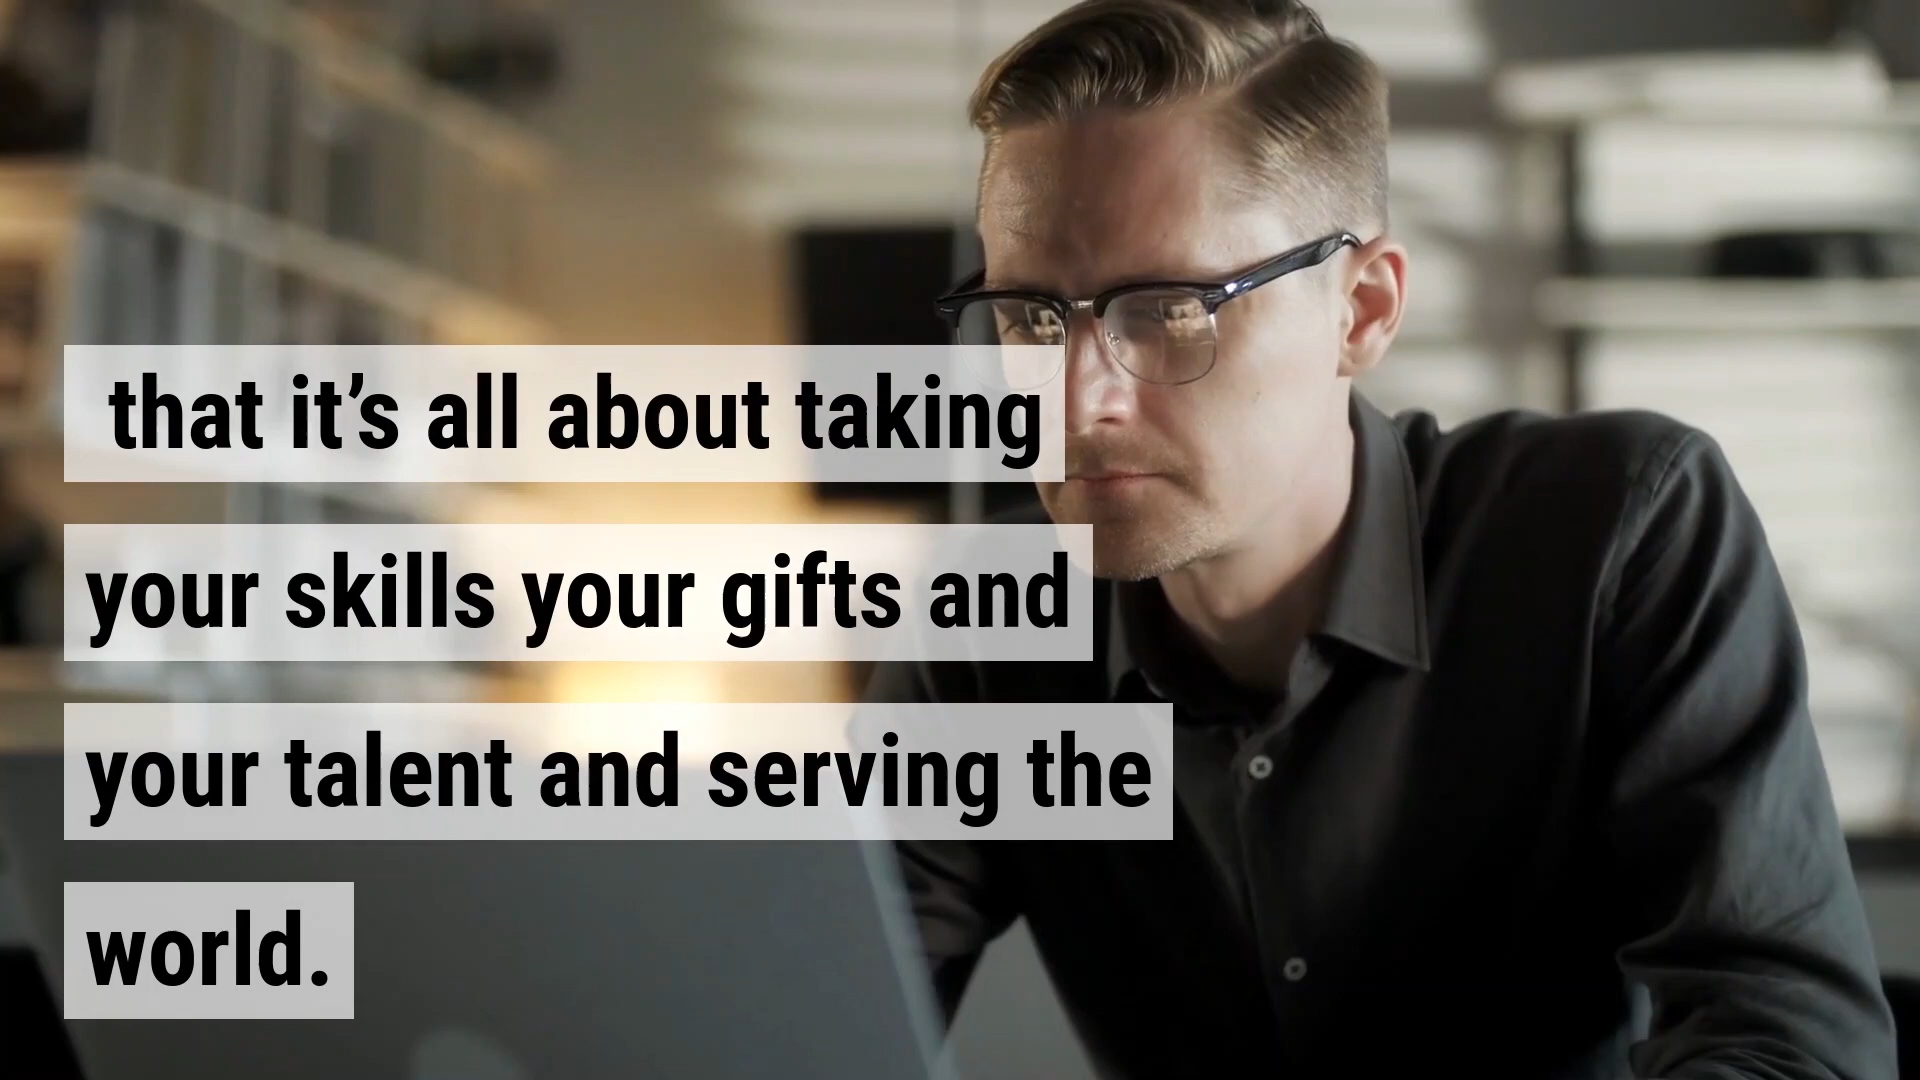 that it’s all about taking
your skills your gifts and
your talent and serving the
world.